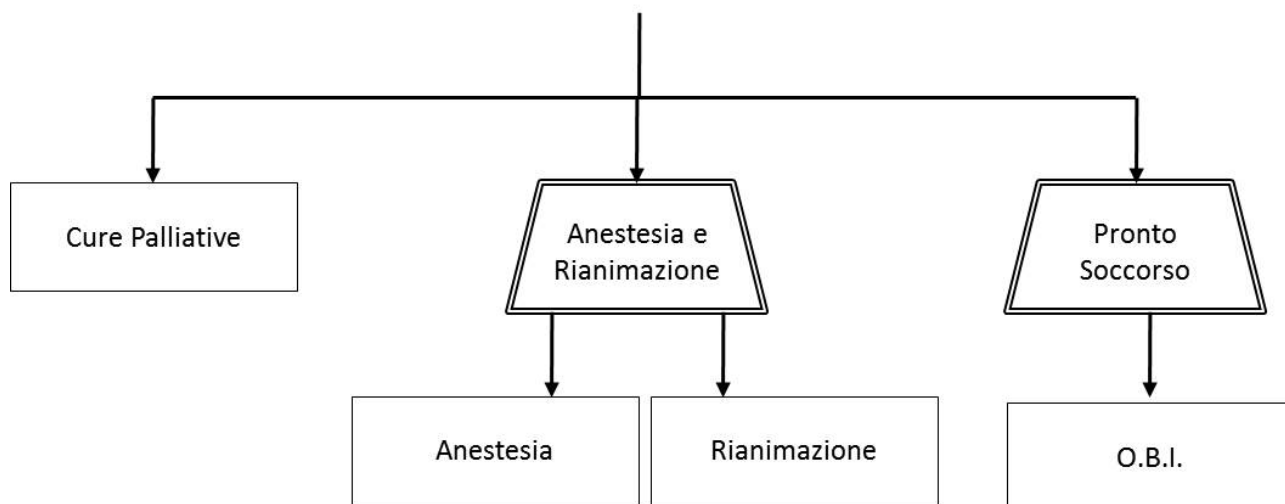 Cure Palliative
Anestesia e
Rianimazione
Pronto
Soccorso
Anestesia
Rianimazione
O.B.I.